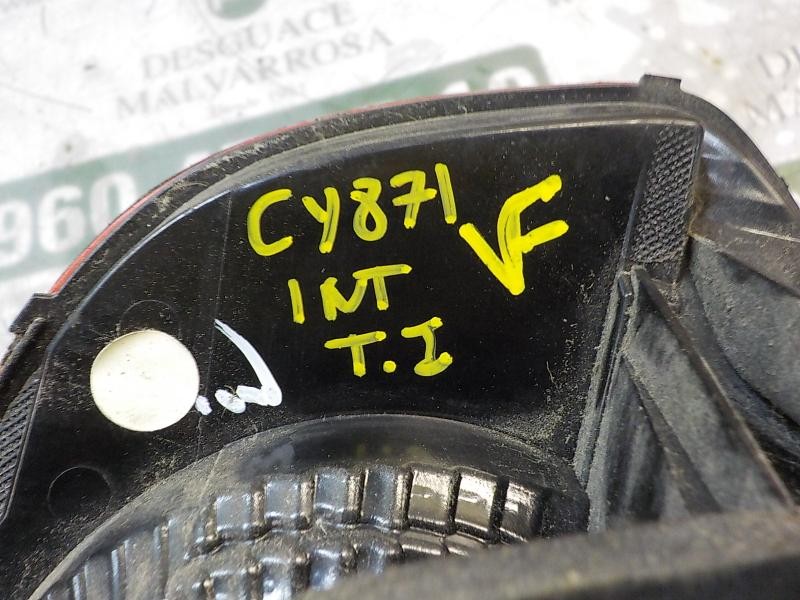 DESGUACE
MALVARROSA
960
CY871
VF
INT
T.I